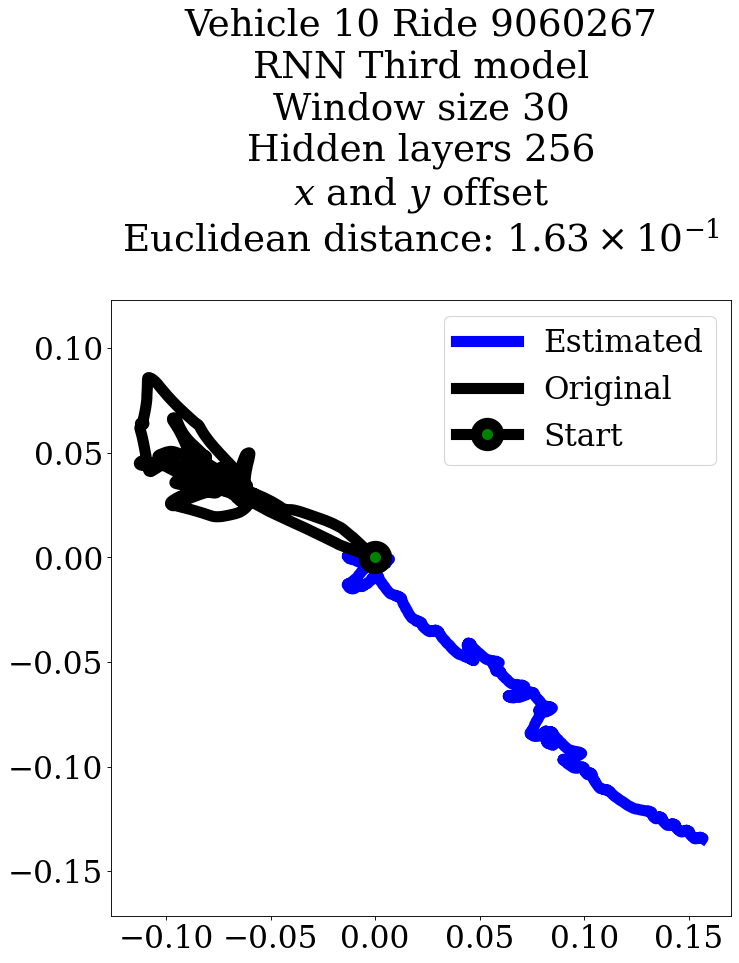 Vehicle 10 Ride 9060267
RNN Third model
Window size 30
Hidden layers 256
x and y offset
Euclidean distance: 1.63 × 10⁻¹
Estimated
Original
Start
0.10
0.05
0.00
−0.05
−0.10
−0.15
−0.10 −0.05 0.00 0.05 0.10 0.15